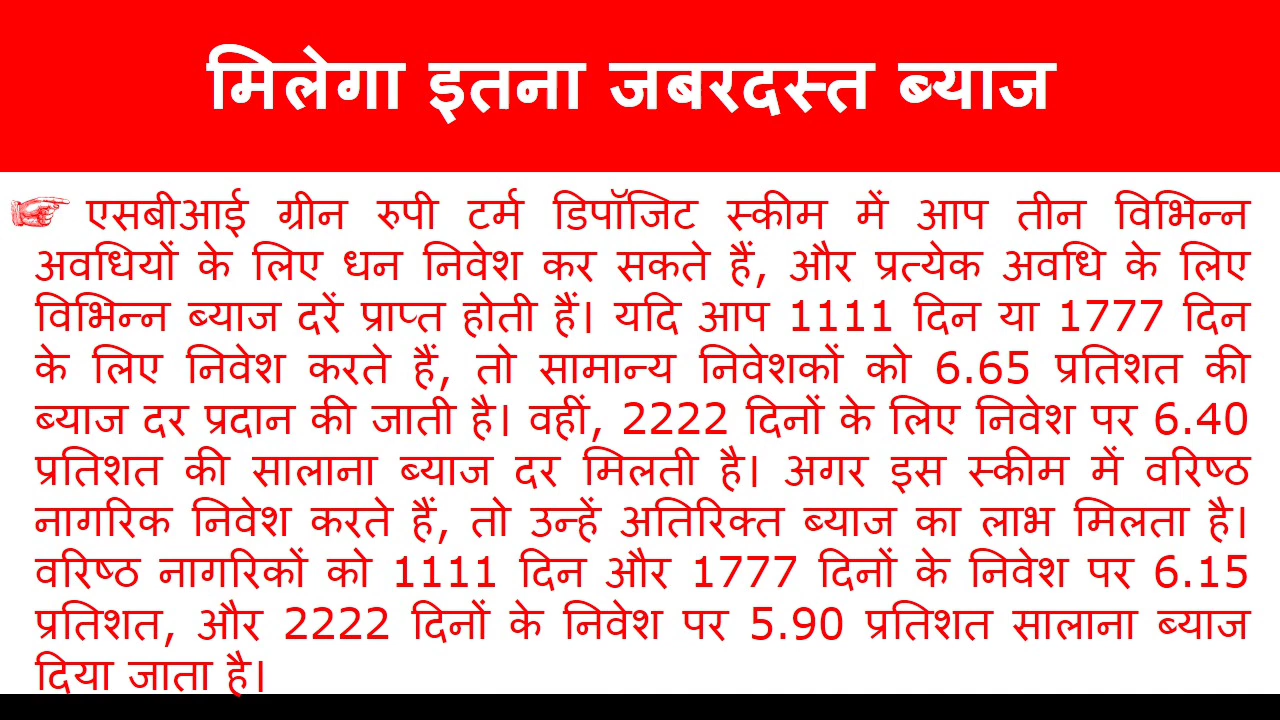 मिलेगा इतना जबरदस्त ब्याज
एसबीआई ग्रीन रुपी टर्म डिपॉजिट स्कीम में आप तीन विभिन्न
अवधियों के लिए धन निवेश कर सकते हैं, और प्रत्येक अवधि के लिए
विभिन्न ब्याज दरें प्राप्त होती हैं। यदि आप 1111 दिन या 1777 दिन
के लिए निवेश करते हैं, तो सामान्य निवेशकों को 6.65 प्रतिशत की
ब्याज दर प्रदान की जाती है। वहीं, 2222 दिनों के लिए निवेश पर 6.40
प्रतिशत की सालाना ब्याज दर मिलती है। अगर इस स्कीम में वरिष्ठ
नागरिक निवेश करते हैं, तो उन्हें अतिरिक्त ब्याज का लाभ मिलता है।
वरिष्ठ नागरिकों को 1111 दिन और 1777 दिनों के निवेश पर 6.15
प्रतिशत, और 2222 दिनों के निवेश पर 5.90 प्रतिशत सालाना ब्याज
दिया जाता है।